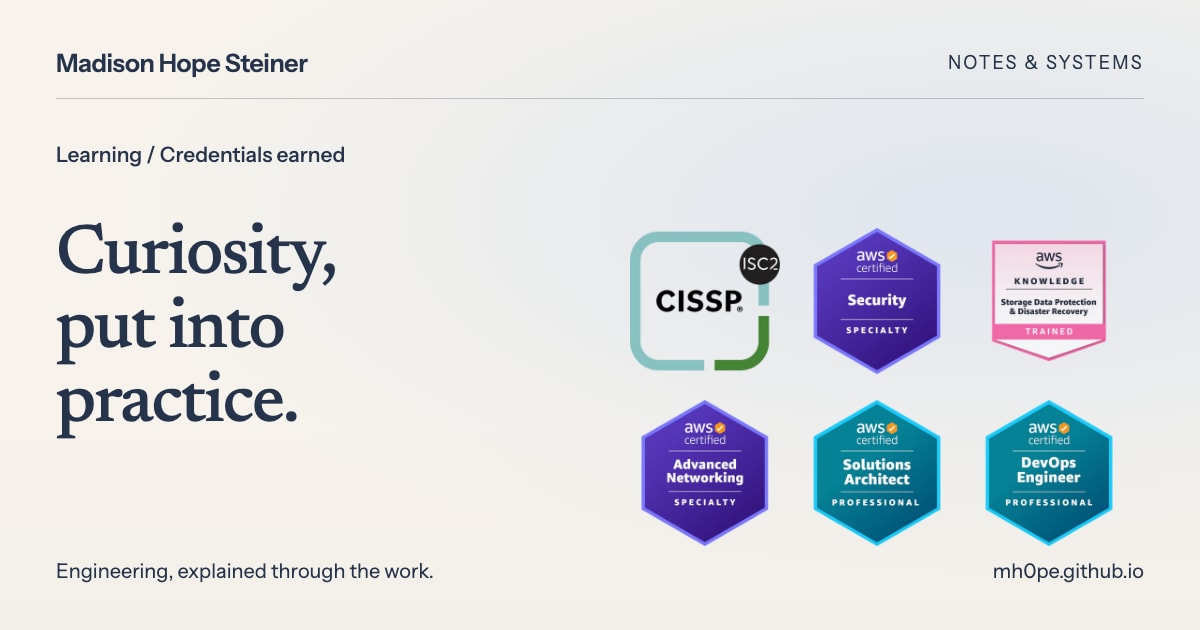 Madison Hope Steiner
NOTES & SYSTEMS
Learning / Credentials earned
Curiosity,
put into
practice.
ISC2
CISSP®
aws
certified
Security
SPECIALTY
aws
KNOWLEDGE
Storage Data Protection
& Disaster Recovery
TRAINED
aws
certified
Advanced
Networking
SPECIALTY
aws
certified
Solutions
Architect
PROFESSIONAL
aws
certified
DevOps
Engineer
PROFESSIONAL
Engineering, explained through the work.
mh0pe.github.io